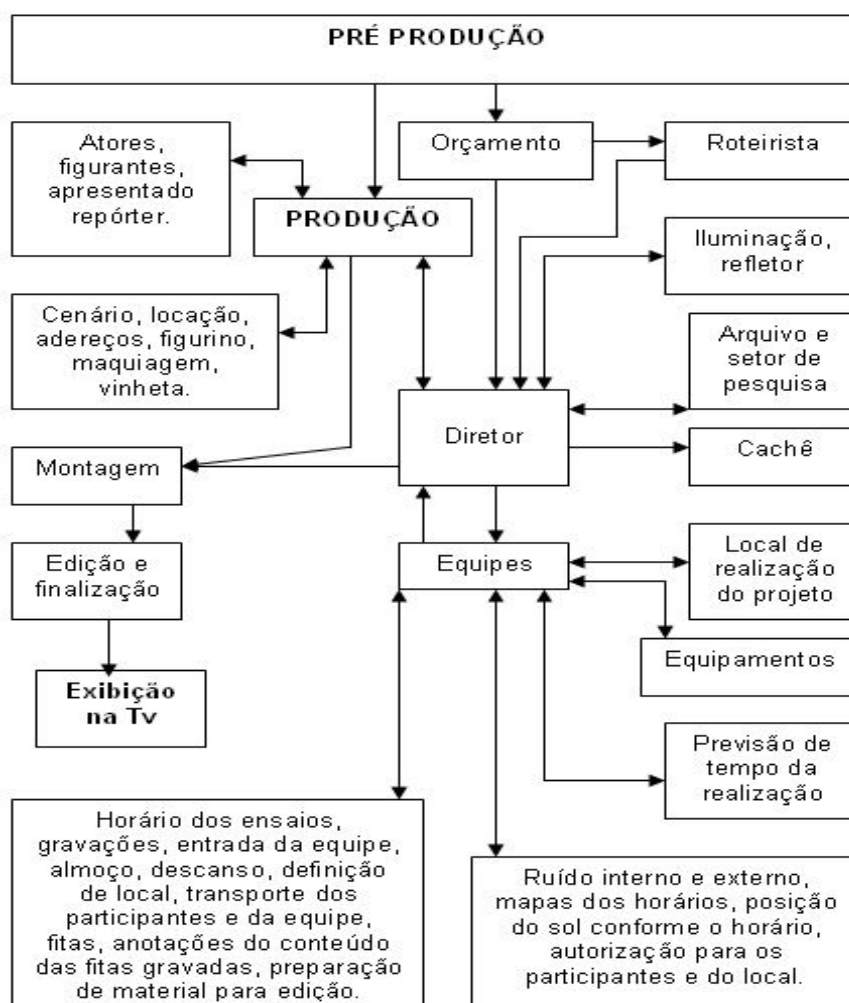 PRÉ PRODUÇÃO
Atores,
figurantes,
apresentado
repórter.
Orçamento
Roteirista
PRODUÇÃO
Iluminação,
refletor
Cenário, locação,
adereços, figurino,
maquiagem,
vinheta.
Arquivo e
setor de
pesquisa
Diretor
Cachê
Montagem
Edição e
finalização
Equipes
Local de
realização
do projeto
Equipamentos
Exibição
na Tv
Previsão de
tempo da
realização
Horário dos ensaios,
gravações, entrada da equipe,
almoço, descanso, definição
de local, transporte dos
participantes e da equipe,
fitas, anotações do conteúdo
das fitas gravadas, preparação
de material para edição.
Ruído interno e externo,
mapas dos horários, posição
do sol conforme o horário,
autorização para os
participantes e do local.